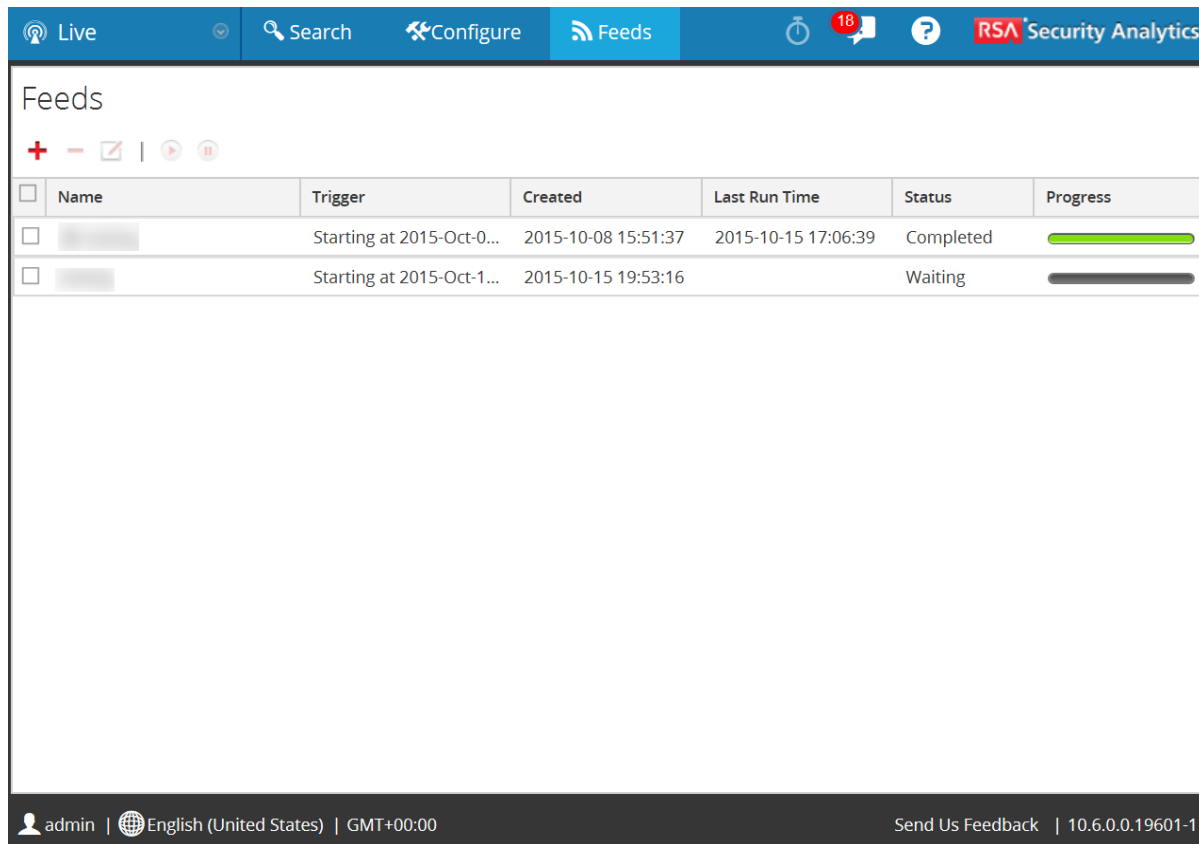 Live Search Configure Feeds 18 ? RSA Security Analytics
Feeds
Name Trigger Created Last Run Time Status Progress
Starting at 2015-Oct-0... 2015-10-08 15:51:37 2015-10-15 17:06:39 Completed
Starting at 2015-Oct-1... 2015-10-15 19:53:16 Waiting
admin | English (United States) | GMT+00:00 Send Us Feedback | 10.6.0.0.19601-1